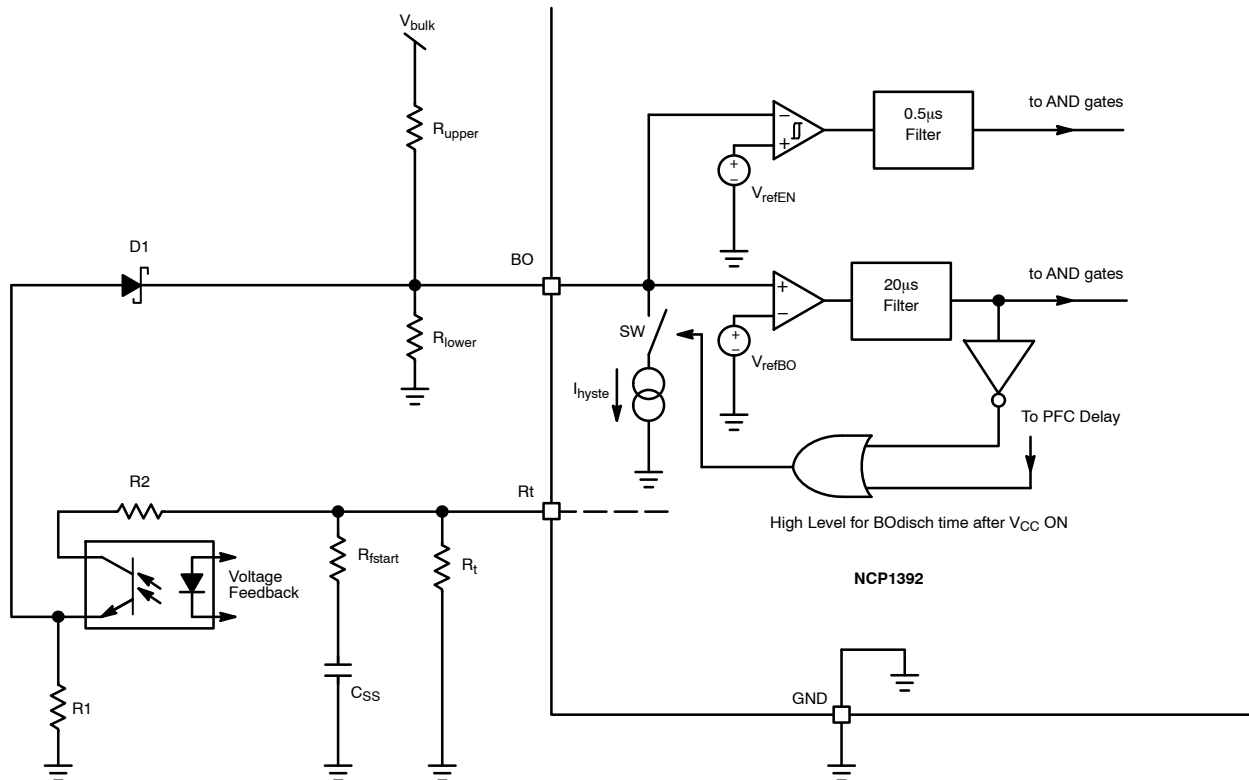 Vbulk
Rupper
to AND gates
0.5μs
Filter
VrefEN
D1
BO
to AND gates
20μs
Filter
SW
Rlower
VrefBO
Ihyste
To PFC Delay
R2
Rt
High Level for BOdisch time after VCC ON
Rfstart
Rt
Voltage
Feedback
NCP1392
CSS
R1
GND